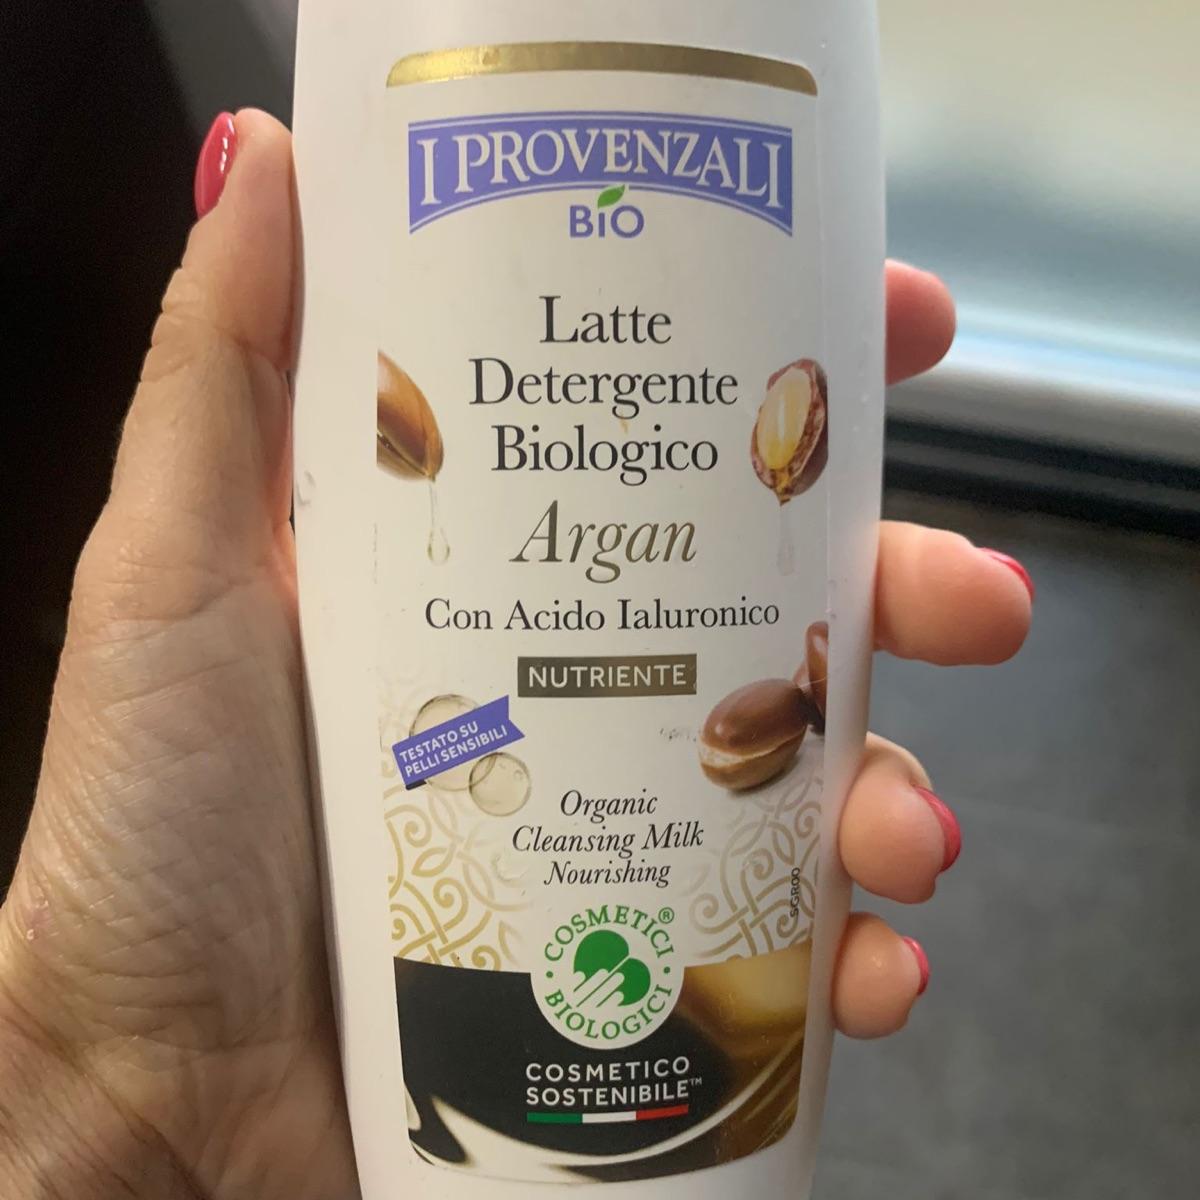 I PROVENZALI
BiO
Latte
Detergente
Biologico
Argan
Con Acido Ialuronico
NUTRIENTE
TESTATO SU
PELLI SENSIBILI
Organic
Cleansing Milk
Nourishing
SGR00
COSMETICI®
BIOLOGICI
COSMETICO
SOSTENIBILE™